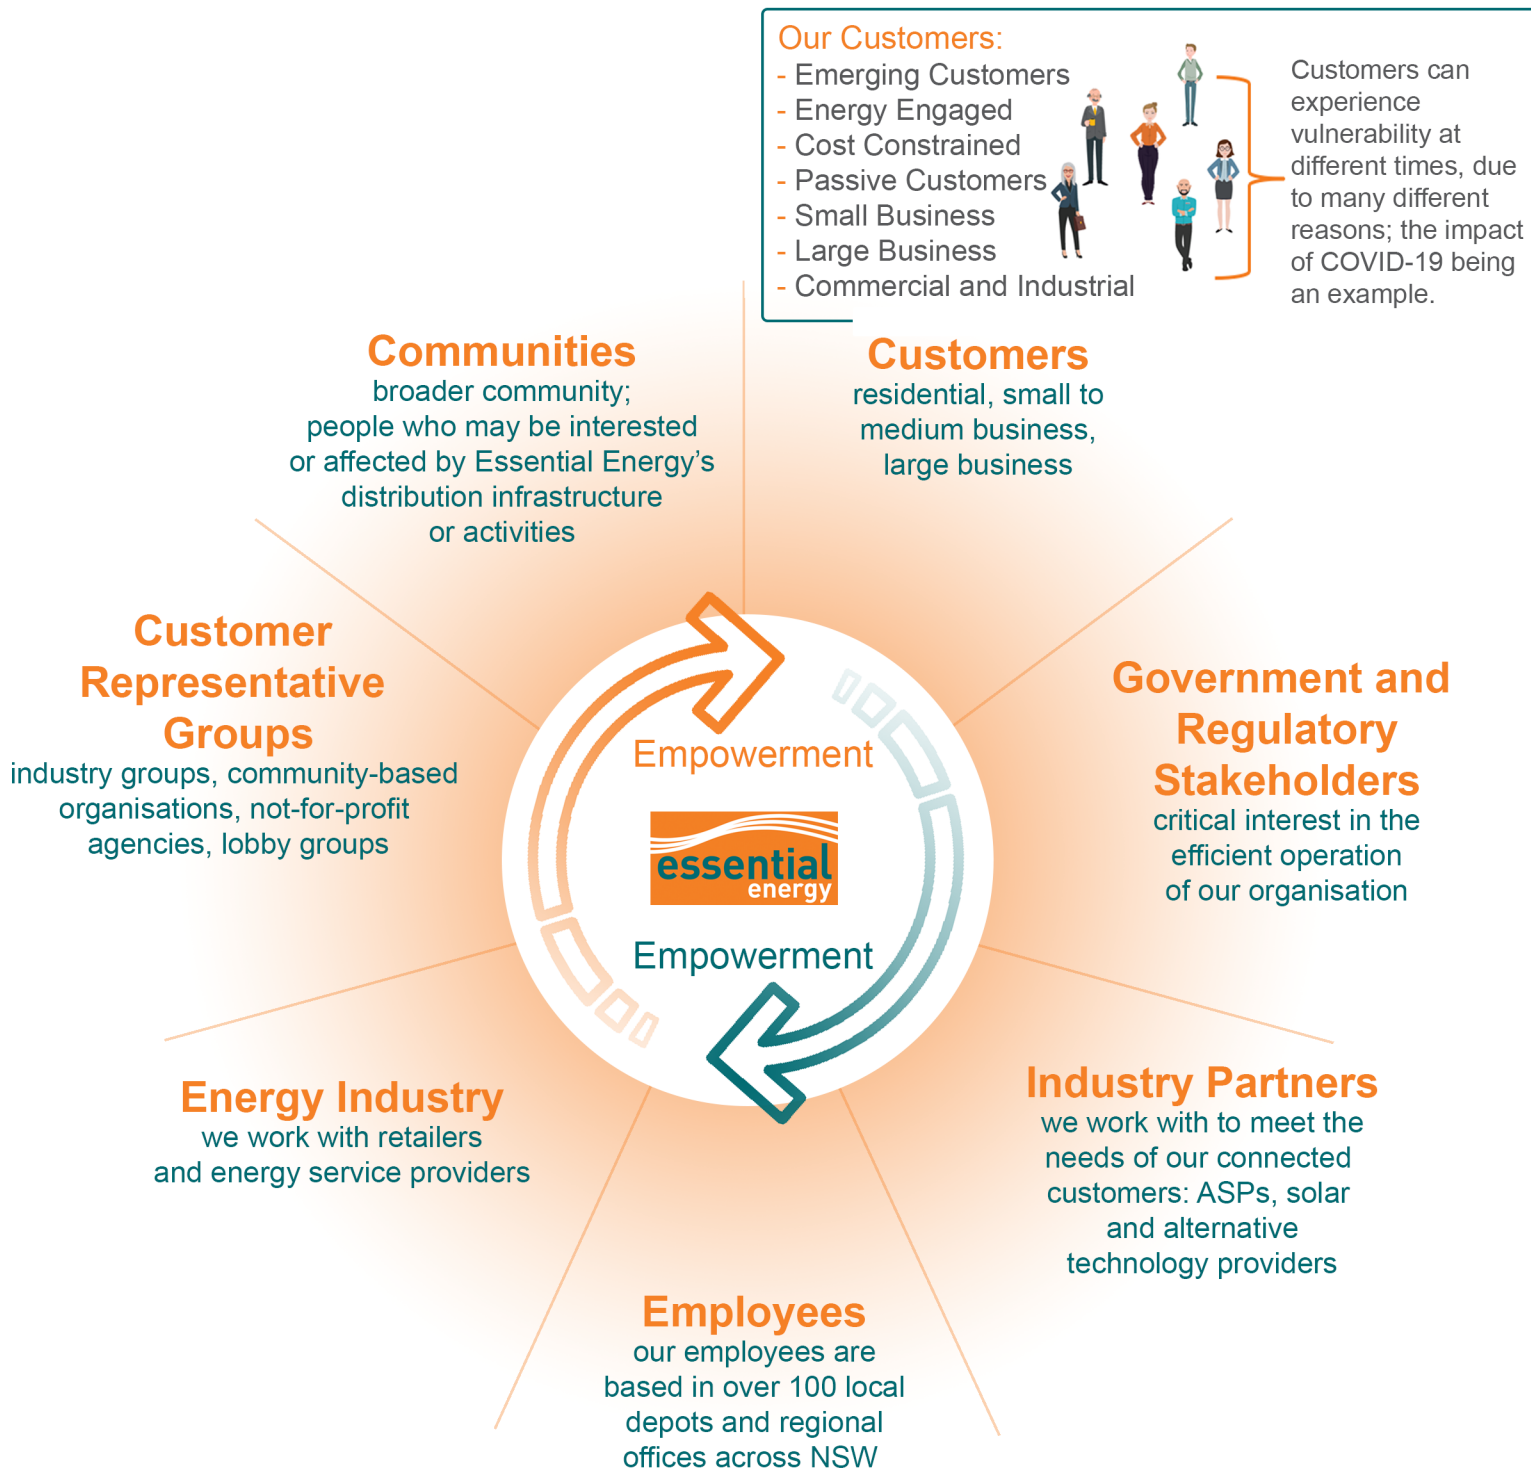 Our Customers:
- Emerging Customers
- Energy Engaged
- Cost Constrained
- Passive Customers
- Small Business
- Large Business
- Commercial and Industrial
Customers can
experience
vulnerability at
different times, due
to many different
reasons; the impact
of COVID-19 being
an example.
Communities
broader community;
people who may be interested
or affected by Essential Energy’s
distribution infrastructure
or activities
Customers
residential, small to
medium business,
large business
Customer
Representative
Groups
industry groups, community-based
organisations, not-for-profit
agencies, lobby groups
Government and
Regulatory
Stakeholders
critical interest in the
efficient operation
of our organisation
Empowerment
essential
energy
Empowerment
Energy Industry
we work with retailers
and energy service providers
Industry Partners
we work with to meet the
needs of our connected
customers: ASPs, solar
and alternative
technology providers
Employees
our employees are
based in over 100 local
depots and regional
offices across NSW